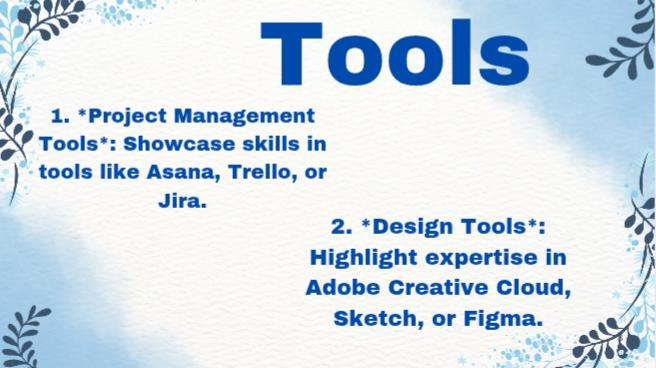 Tools
1. *Project Management
Tools*: Showcase skills in
tools like Asana, Trello, or
Jira.
2. *Design Tools*:
Highlight expertise in
Adobe Creative Cloud,
Sketch, or Figma.